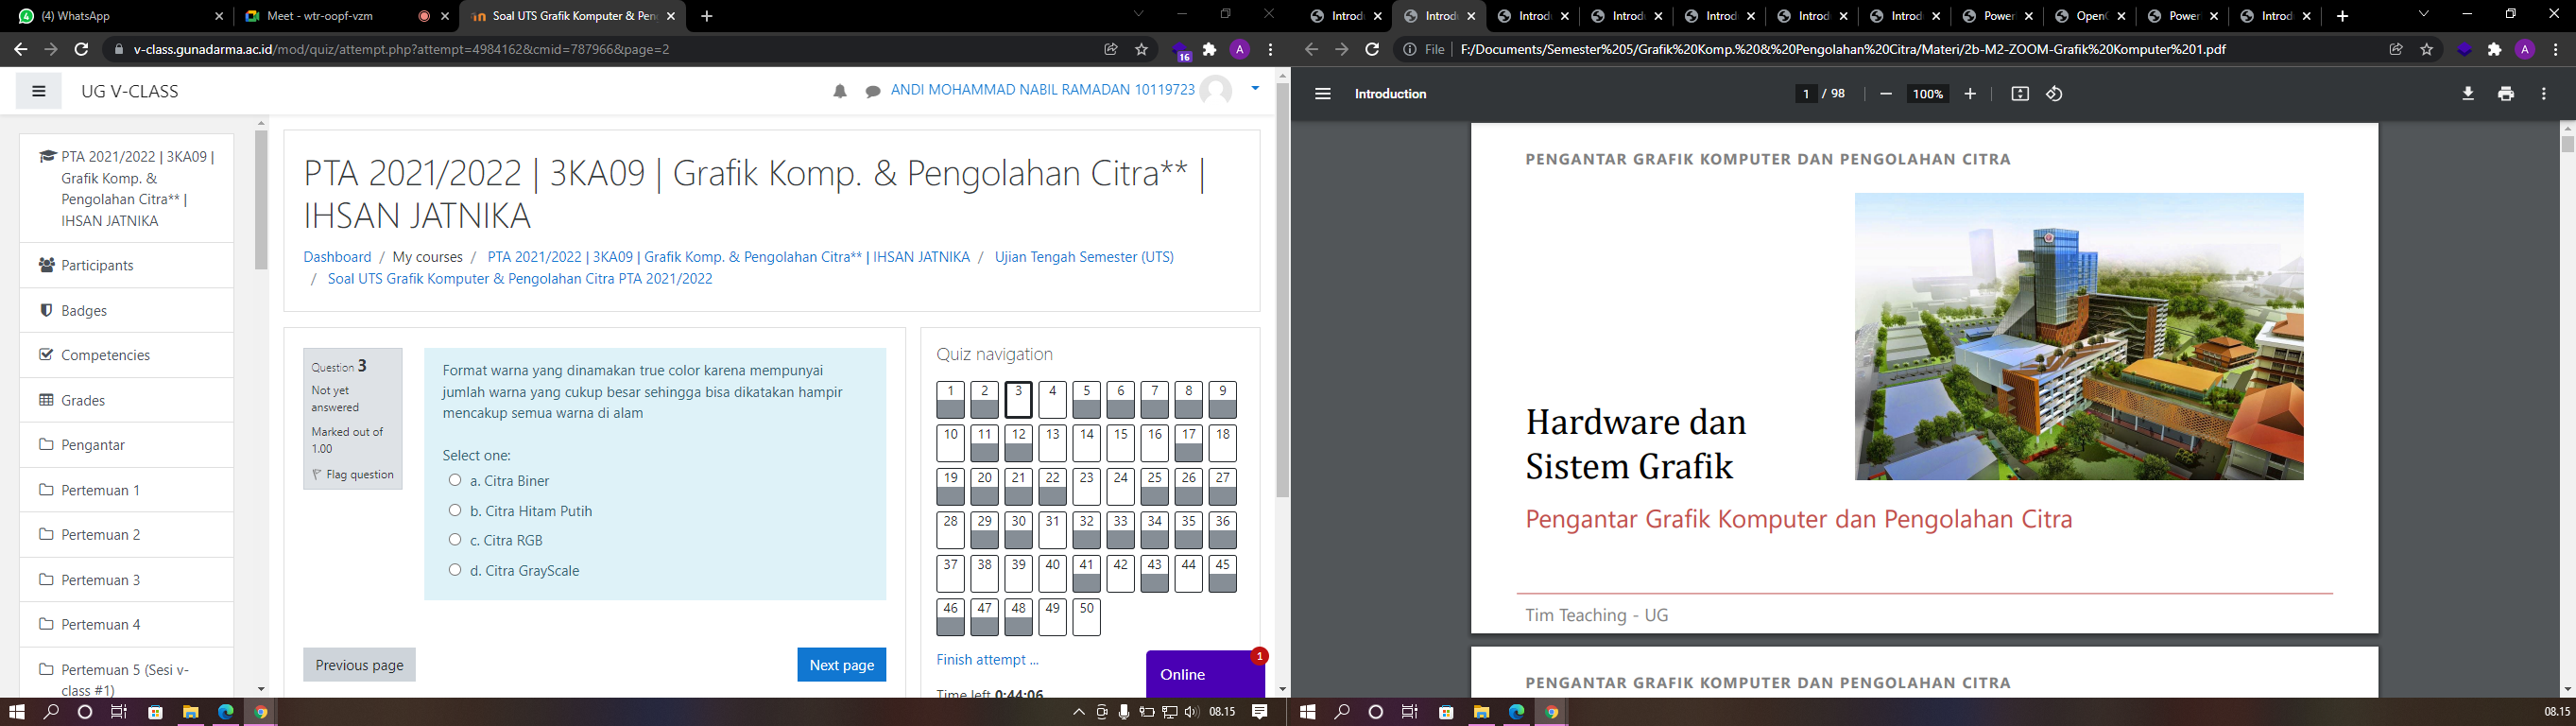 (4) WhatsApp
Meet - wtr-oopf-vzm
Soal UTS Grafik Komputer & Pen
v-class.gunadarma.ac.id/mod/quiz/attempt.php?attempt=4984162&cmid=787966&page=2
16
A
UG V-CLASS
ANDI MOHAMMAD NABIL RAMADAN 10119723
PTA 2021/2022 | 3KA09 |
Grafik Komp. &
Pengolahan Citra** |
IHSAN JATNIKA
Participants
Badges
Competencies
Grades
Pengantar
Pertemuan 1
Pertemuan 2
Pertemuan 3
Pertemuan 4
Pertemuan 5 (Sesi v-
class #1)
PTA 2021/2022 | 3KA09 | Grafik Komp. & Pengolahan Citra** |
IHSAN JATNIKA
Dashboard / My courses / PTA 2021/2022 | 3KA09 | Grafik Komp. & Pengolahan Citra** | IHSAN JATNIKA / Ujian Tengah Semester (UTS)
/ Soal UTS Grafik Komputer & Pengolahan Citra PTA 2021/2022
Question 3
Not yet
answered
Marked out of
1.00
Flag question
Format warna yang dinamakan true color karena mempunyai
jumlah warna yang cukup besar sehingga bisa dikatakan hampir
mencakup semua warna di alam
Select one:
a. Citra Biner
b. Citra Hitam Putih
c. Citra RGB
d. Citra GrayScale
Previous page
Next page
Quiz navigation
1 2 3 4 5 6 7 8 9
10 11 12 13 14 15 16 17 18
19 20 21 22 23 24 25 26 27
28 29 30 31 32 33 34 35 36
37 38 39 40 41 42 43 44 45
46 47 48 49 50
Finish attempt ...
Time left 0:44:06
Online
1
08.15
Introd Introd Introd Introd Introd Introd Introd Power OpenG Power Introd
File F:/Documents/Semester%205/Grafik%20Komp.%20&%20Pengolahan%20Citra/Materi/2b-M2-ZOOM-Grafik%20Komputer%201.pdf
A
Introduction
1 / 98
100%
PENGANTAR GRAFIK KOMPUTER DAN PENGOLAHAN CITRA
Hardware dan
Sistem Grafik
Pengantar Grafik Komputer dan Pengolahan Citra
Tim Teaching - UG
PENGANTAR GRAFIK KOMPUTER DAN PENGOLAHAN CITRA
08.15